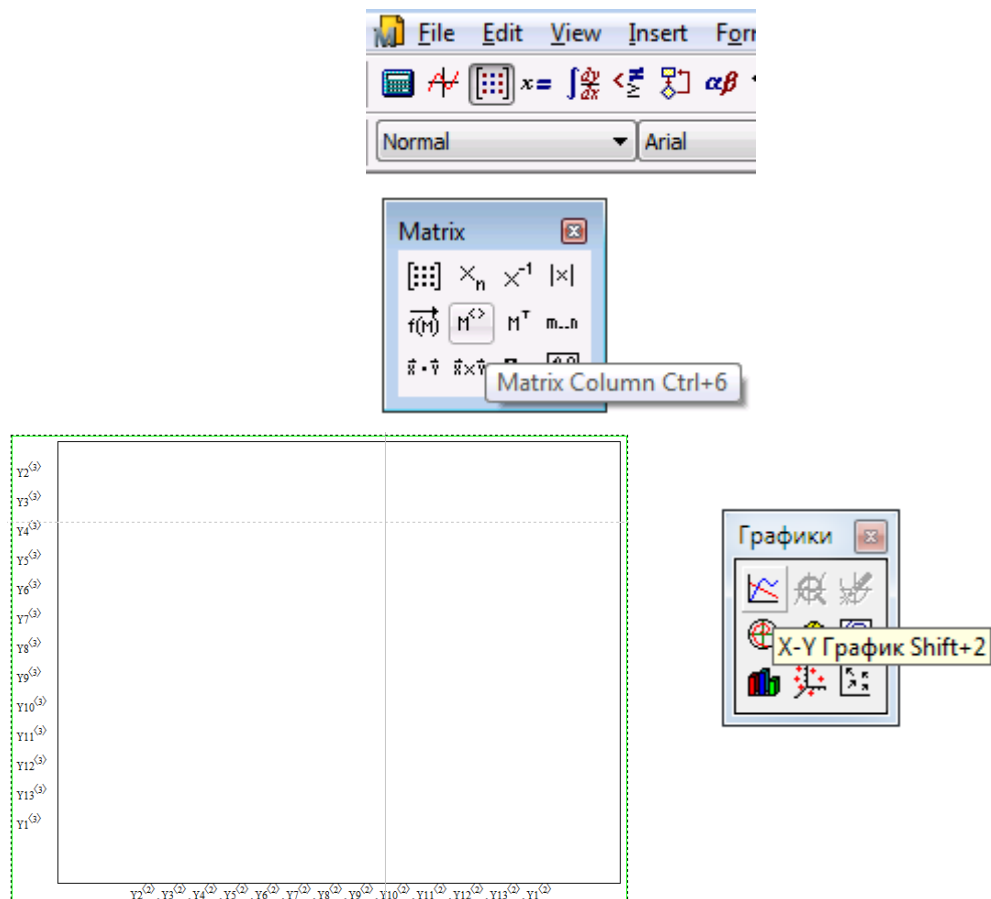 File Edit View Insert For
x= ∫dy/dx <≠≥ αβ
Normal Arial
Matrix
[:::] ×n ×⁻¹ |×|
f(M) M<> Mᵀ m..n
Matrix Column Ctrl+6
Y2⟨3⟩
Y3⟨3⟩
Y4⟨3⟩
Y5⟨3⟩
Y6⟨3⟩
Y7⟨3⟩
Y8⟨3⟩
Y9⟨3⟩
Y10⟨3⟩
Y11⟨3⟩
Y12⟨3⟩
Y13⟨3⟩
Y1⟨3⟩
Y2⟨2⟩,Y3⟨2⟩,Y4⟨2⟩,Y5⟨2⟩,Y6⟨2⟩,Y7⟨2⟩,Y8⟨2⟩,Y9⟨2⟩,Y10⟨2⟩,Y11⟨2⟩,Y12⟨2⟩,Y13⟨2⟩,Y1⟨2⟩
Графики
X-Y График Shift+2